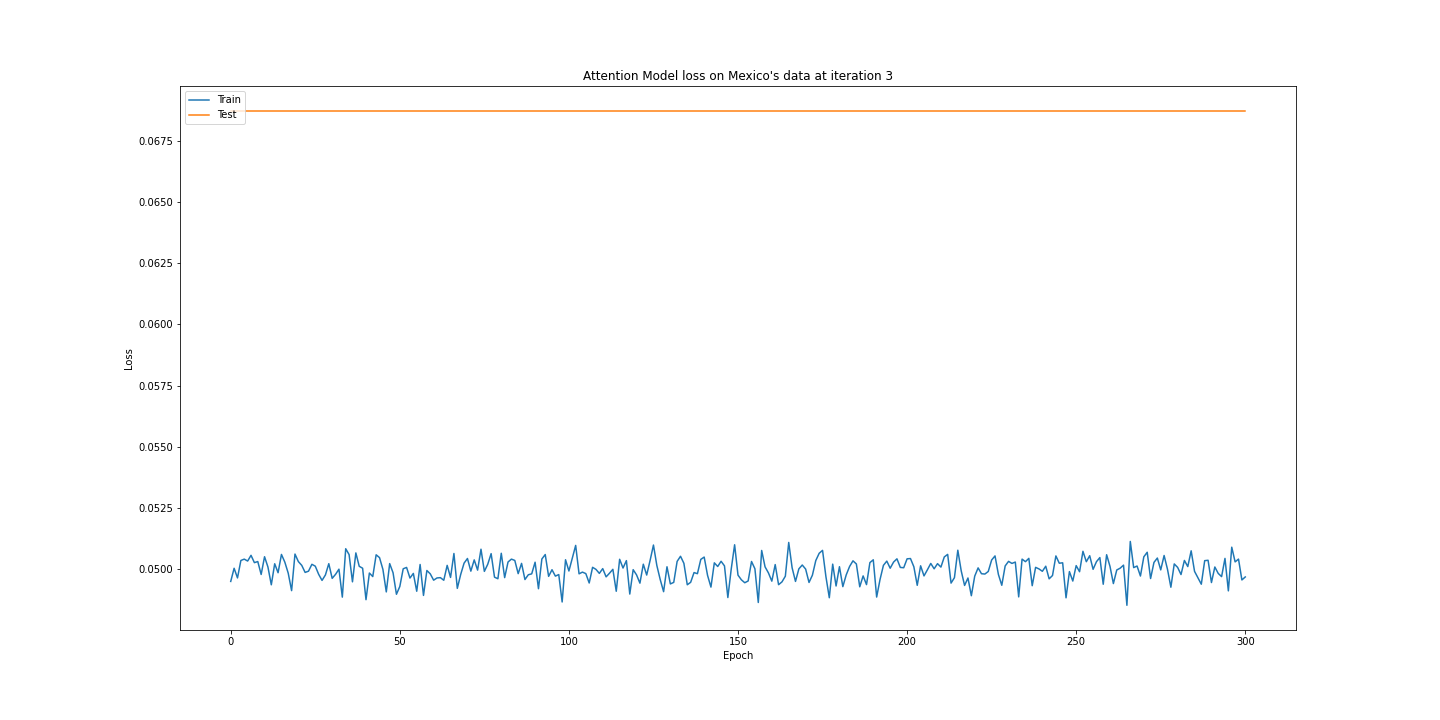 Attention Model loss on Mexico's data at iteration 3
Train
Test
0.0675
0.0650
0.0625
0.0600
0.0575
0.0550
0.0525
0.0500
Loss
0 50 100 150 200 250 300
Epoch